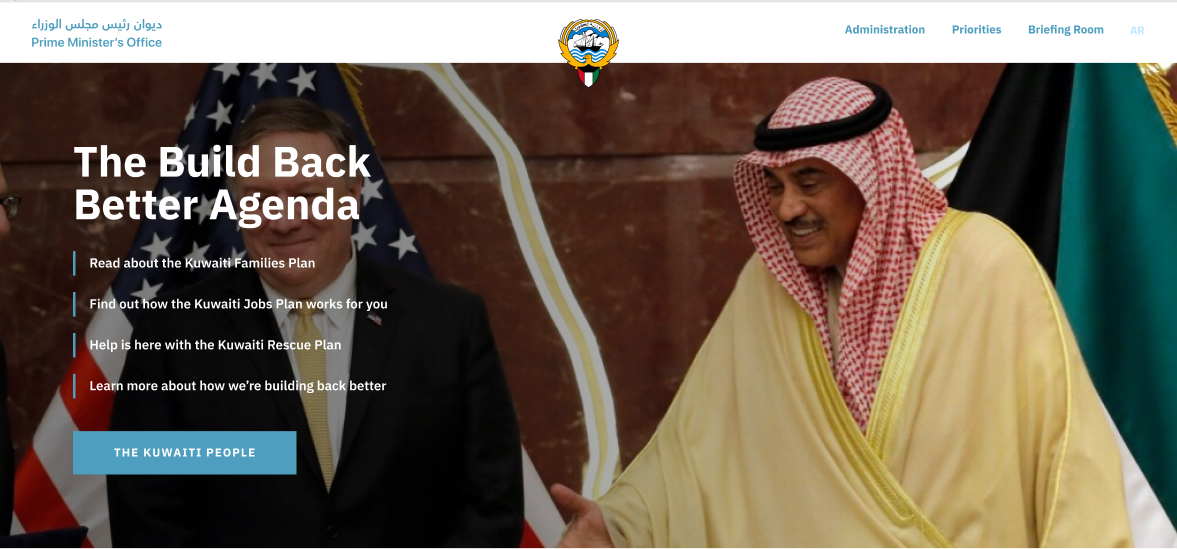 ديوان رئيس مجلس الوزراء
Prime Minister's Office
Administration
Priorities
Briefing Room
AR
The Build Back
Better Agenda
Read about the Kuwaiti Families Plan
Find out how the Kuwaiti Jobs Plan works for you
Help is here with the Kuwaiti Rescue Plan
Learn more about how we're building back better
THE KUWAITI PEOPLE